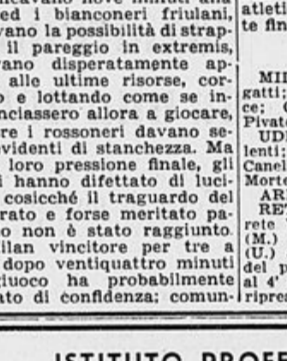 ed i bianconeri friulani,
vano la possibilità di strap-
il pareggio in extremis,
vano disperatamente ap-
alle ultime risorse, cor-
o e lottando come se in-
nciassero allora a giocare,
re i rossoneri davano se-
videnti di stanchezza. Ma
loro pressione finale, gli
i hanno difettato di luci-
cosicché il traguardo del
rato e forse meritato pa-
o non è stato raggiunto.
ilan vincitore per tre a
dopo ventiquattro minuti
giuoco ha probabilmente
ato di confidenza; comun-
atleti
te fin
MIL
gatti;
ce;
Pivat
UDI
lenti;
Canel
Morte
AR
RET
rete
(M.)
(U.)
del p
al 4'
ripres
ISTITUTO PROFE